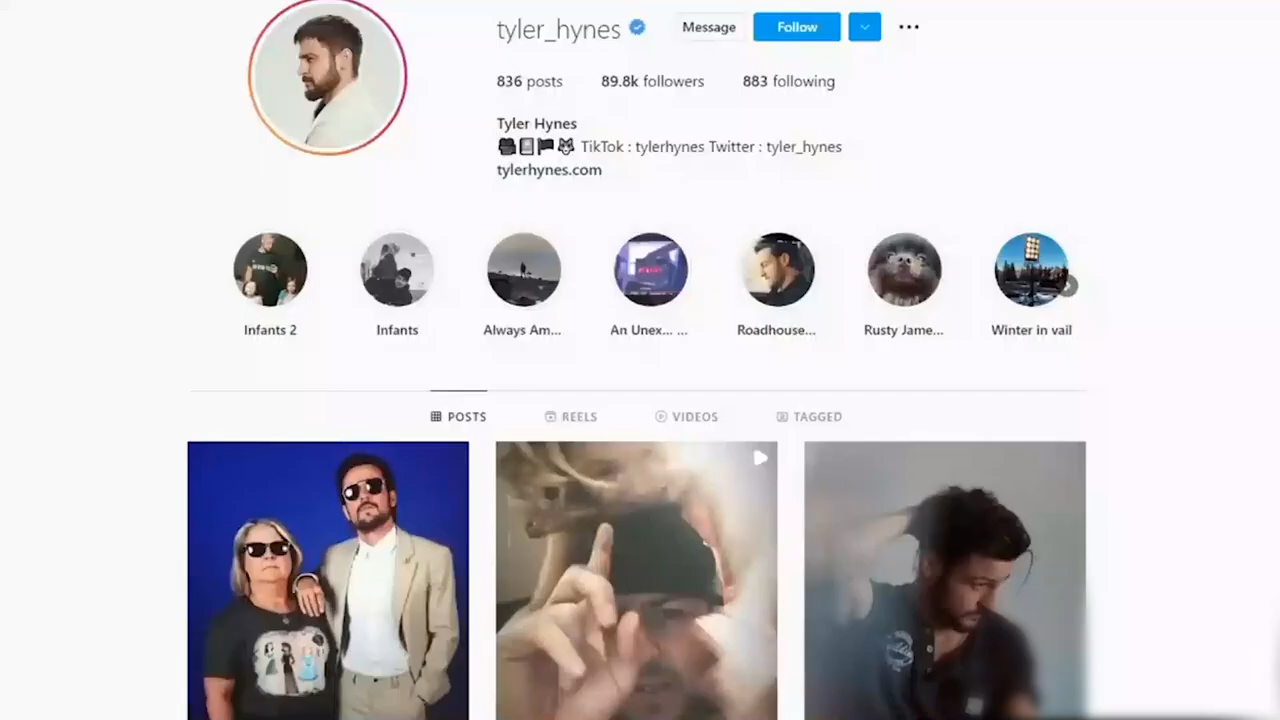 tyler_hynes Message Follow
836 posts 89.8k followers 883 following
Tyler Hynes
TikTok : tylerhynes Twitter : tyler_hynes
tylerhynes.com
Infants 2 Infants Always Am... An Unex... ... Roadhouse... Rusty Jame... Winter in vail
POSTS REELS VIDEOS TAGGED